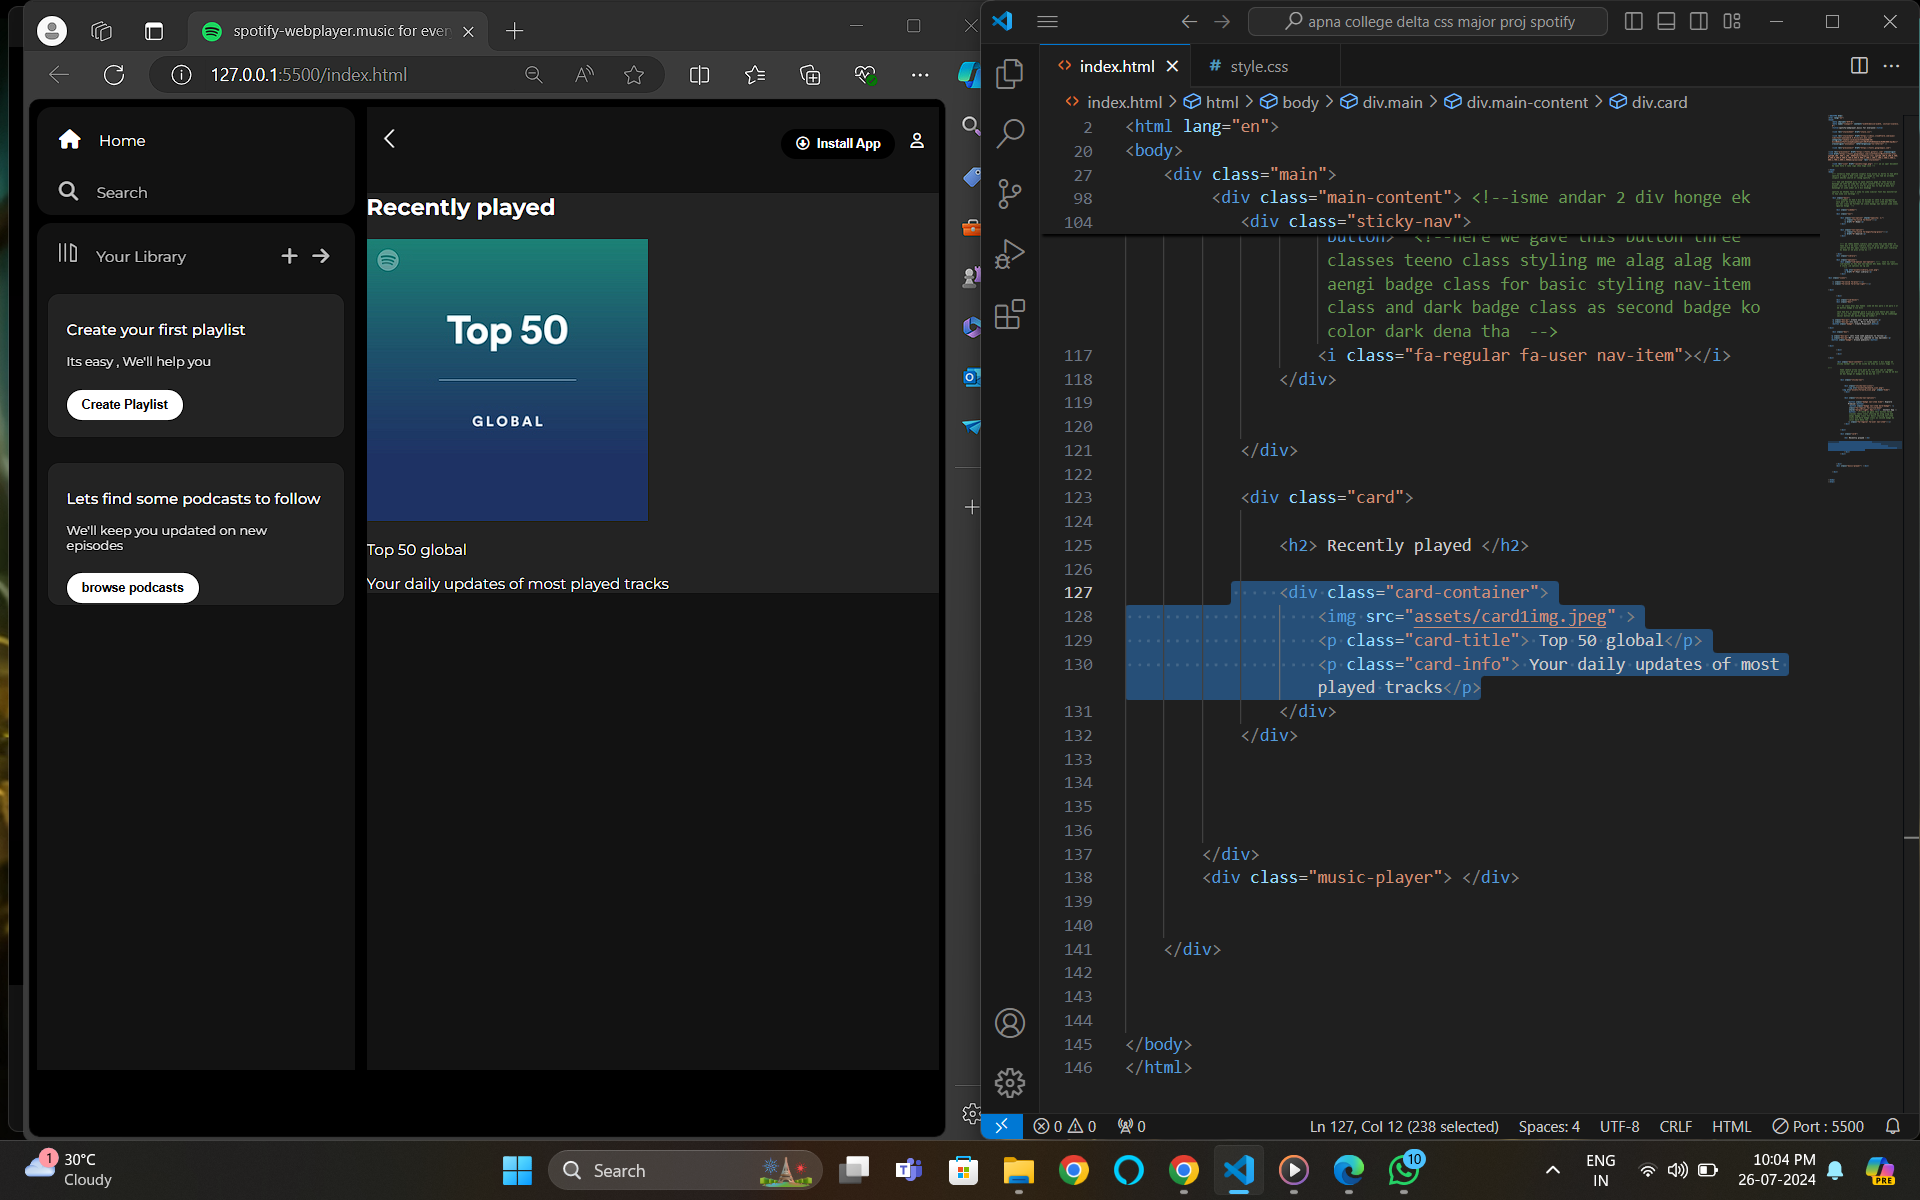 spotify-webplayer.music for ever
127.0.0.1:5500/index.html
Home
Search
Your Library
Create your first playlist
Its easy , We'll help you
Create Playlist
Lets find some podcasts to follow
We'll keep you updated on new
episodes
browse podcasts
Install App
Recently played
Top 50
GLOBAL
Top 50 global
Your daily updates of most played tracks
apna college delta css major proj spotify
index.html
# style.css
index.html > html > body > div.main > div.main-content > div.card
2 <html lang="en">
20 <body>
27 <div class="main">
98 <div class="main-content"> <!--isme andar 2 div honge ek
104 <div class="sticky-nav">
button> <!--here we gave this button three
classes teeno class styling me alag alag kam
aengi badge class for basic styling nav-item
class and dark badge class as second badge ko
color dark dena tha -->
117 <i class="fa-regular fa-user nav-item"></i>
118 </div>
119
120
121 </div>
122
123 <div class="card">
124
125 <h2> Recently played </h2>
126
127 <div class="card-container">
128 <img src="assets/card1img.jpeg" >
129 <p class="card-title"> Top 50 global</p>
130 <p class="card-info"> Your daily updates of most
played tracks</p>
131 </div>
132 </div>
133
134
135
136
137 </div>
138 <div class="music-player"> </div>
139
140
141 </div>
142
143
144
145 </body>
146 </html>
0 0 0 Ln 127, Col 12 (238 selected) Spaces: 4 UTF-8 CRLF HTML Port : 5500
1
30°C
Cloudy
Search
10
ENG
IN
10:04 PM
26-07-2024
PRE